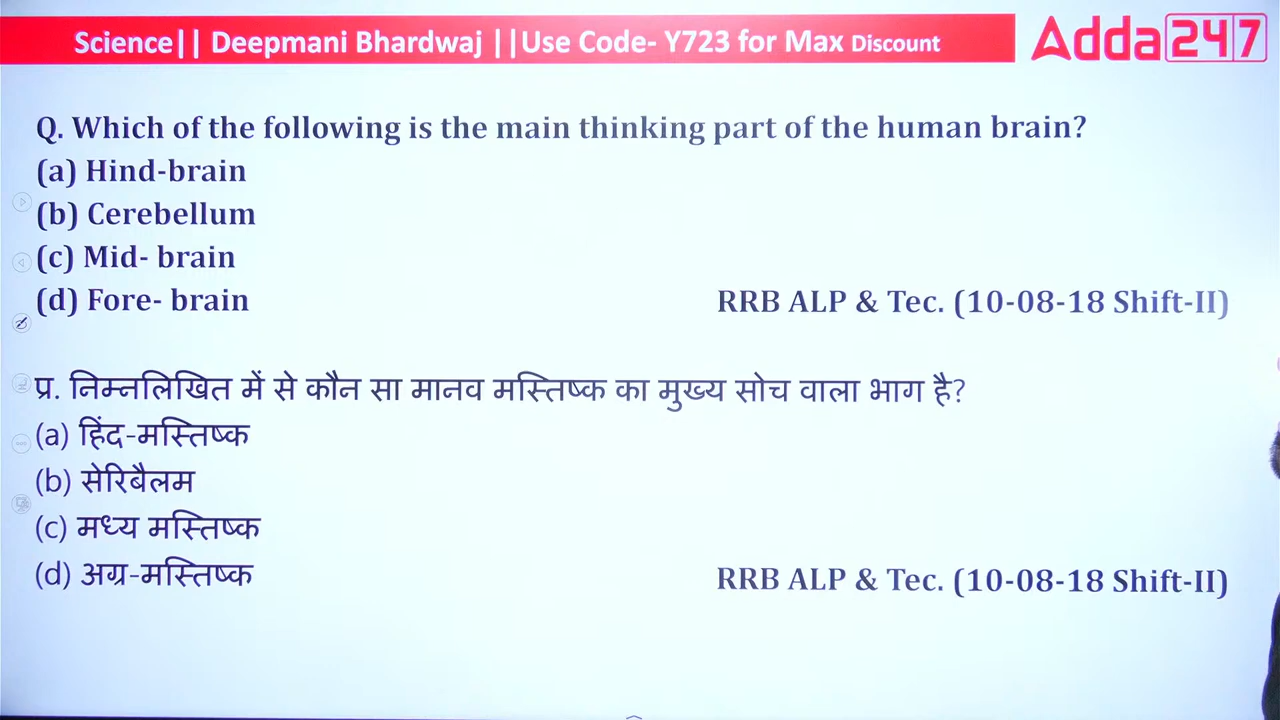 Science|| Deepmani Bhardwaj ||Use Code- Y723 for Max Discount
Adda247
Q. Which of the following is the main thinking part of the human brain?
(a) Hind-brain
(b) Cerebellum
(c) Mid- brain
(d) Fore- brain
RRB ALP & Tec. (10-08-18 Shift-II)
प्र. निम्नलिखित में से कौन सा मानव मस्तिष्क का मुख्य सोच वाला भाग है?
(a) हिंद-मस्तिष्क
(b) सेरिबैलम
(c) मध्य मस्तिष्क
(d) अग्र-मस्तिष्क
RRB ALP & Tec. (10-08-18 Shift-II)